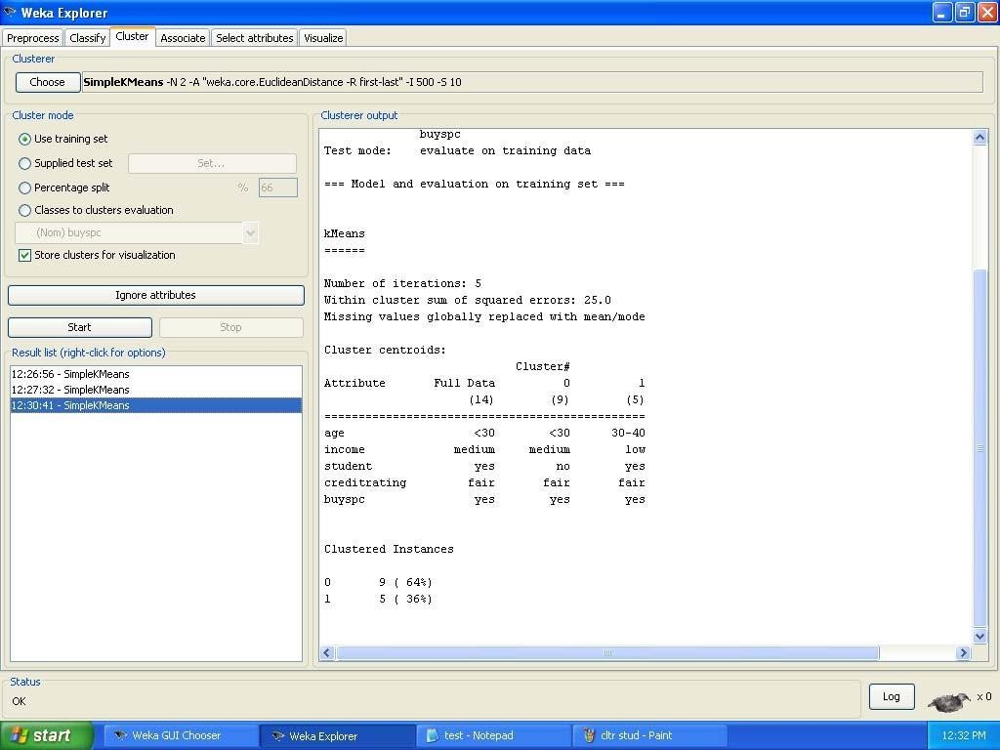 Weka Explorer
Preprocess Classify Cluster Associate Select attributes Visualize
Clusterer
Choose SimpleKMeans -N 2 -A "weka.core.EuclideanDistance -R first-last" -I 500 -S 10
Cluster mode
Use training set
Supplied test set Set...
Percentage split % 66
Classes to clusters evaluation
(Nom) buyspc
Store clusters for visualization
Ignore attributes
Start Stop
Result list (right-click for options)
12:26:56 - SimpleKMeans
12:27:32 - SimpleKMeans
12:30:41 - SimpleKMeans
Clusterer output
buyspc
Test mode: evaluate on training data
=== Model and evaluation on training set ===
kMeans
======
Number of iterations: 5
Within cluster sum of squared errors: 25.0
Missing values globally replaced with mean/mode
Cluster centroids:
Cluster#
Attribute Full Data 0 1
(14) (9) (5)
===============================================
age <30 <30 30-40
income medium medium low
student yes no yes
creditrating fair fair fair
buyspc yes yes yes
Clustered Instances
0 9 ( 64%)
1 5 ( 36%)
Status
OK
Log x 0
start Weka GUI Chooser Weka Explorer test - Notepad cltr stud - Paint 12:32 PM